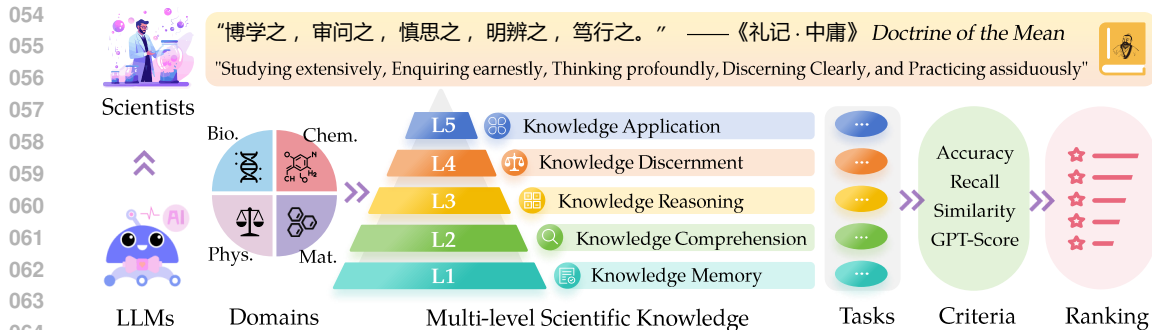 054
055
056
057
058
059
060
061
062
063
“博学之，审问之，慎思之，明辨之，笃行之。” ——《礼记·中庸》 Doctrine of the Mean
"Studying extensively, Enquiring earnestly, Thinking profoundly, Discerning Clearly, and Practicing assiduously"
Scientists
AI
LLMs
Bio.
Chem.
Phys.
Mat.
Domains
L5 Knowledge Application
L4 Knowledge Discernment
L3 Knowledge Reasoning
L2 Knowledge Comprehension
L1 Knowledge Memory
Multi-level Scientific Knowledge
...
...
...
...
...
Tasks
Accuracy
Recall
Similarity
GPT-Score
Criteria
Ranking